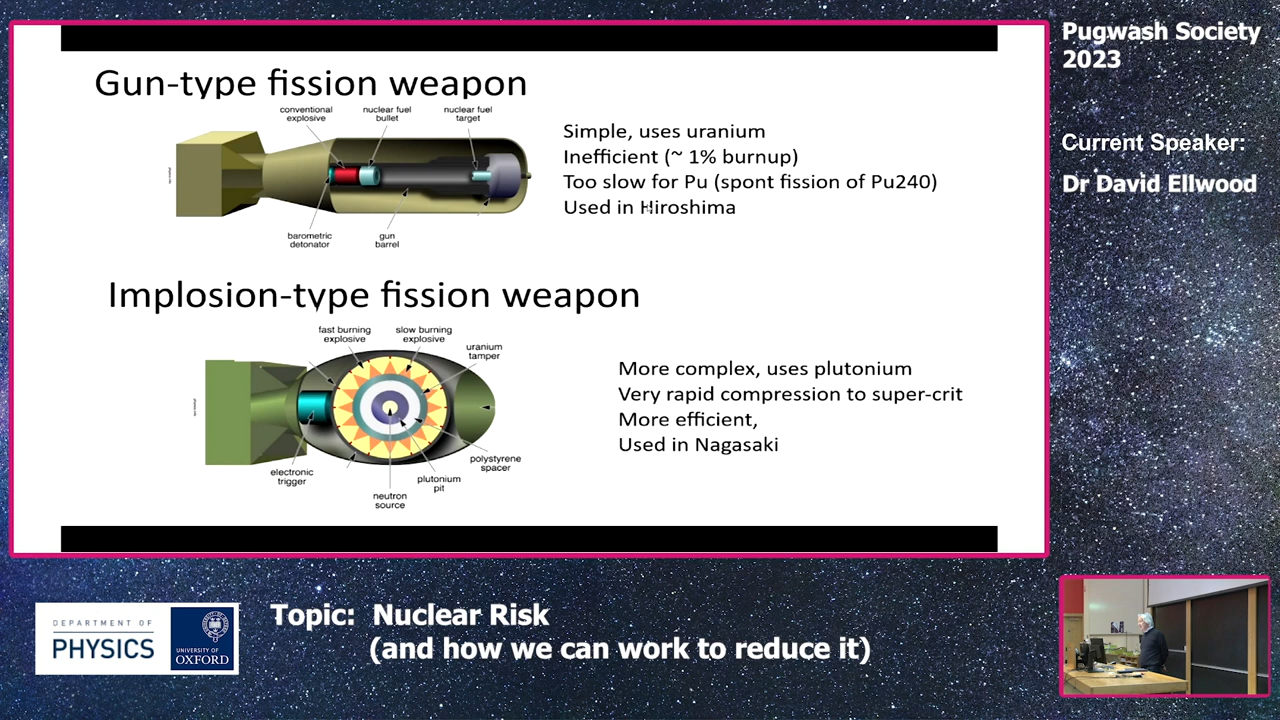 Pugwash Society
2023
Current Speaker:
Dr David Ellwood
Gun-type fission weapon
conventional
explosive
nuclear fuel
bullet
nuclear fuel
target
barometric
detonator
gun
barrel
Simple, uses uranium
Inefficient (~ 1% burnup)
Too slow for Pu (spont fission of Pu240)
Used in Hiroshima
Implosion-type fission weapon
fast burning
explosive
slow burning
explosive
uranium
tamper
electronic
trigger
neutron
source
plutonium
pit
polystyrene
spacer
More complex, uses plutonium
Very rapid compression to super-crit
More efficient,
Used in Nagasaki
DEPARTMENT OF
PHYSICS
UNIVERSITY OF
OXFORD
Topic: Nuclear Risk
(and how we can work to reduce it)